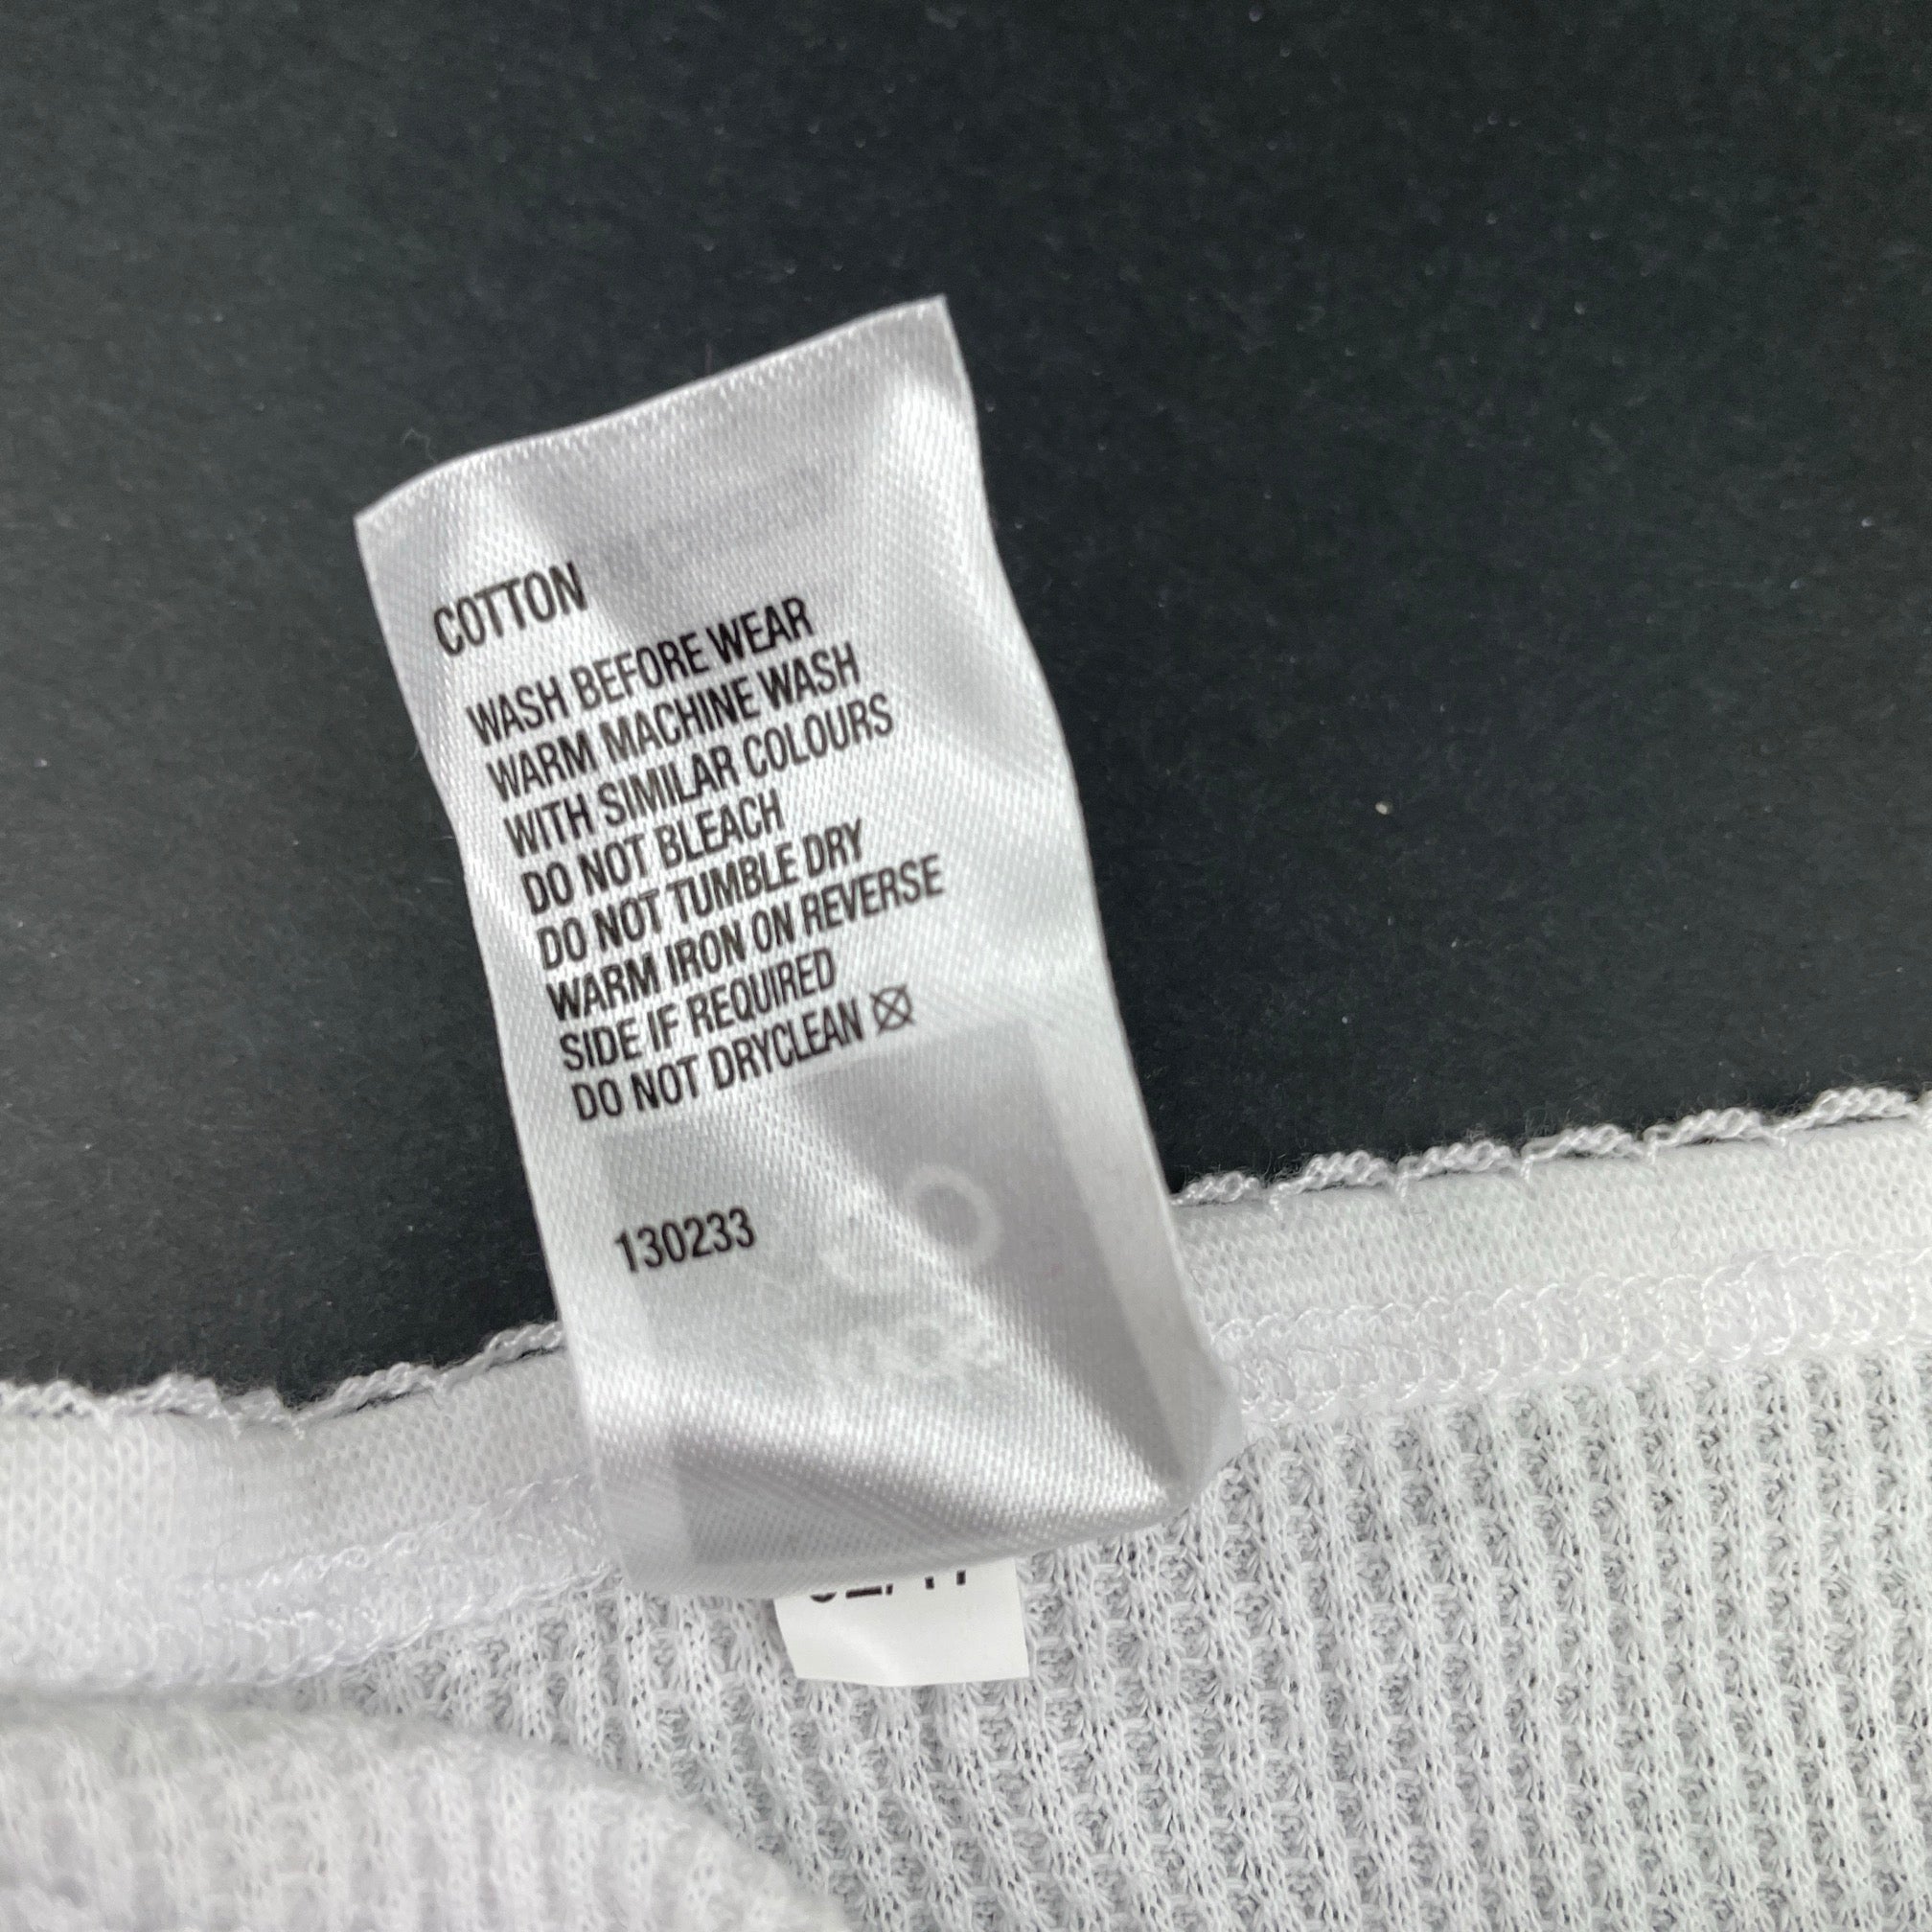 COTTON
WASH BEFORE WEAR
WARM MACHINE WASH
WITH SIMILAR COLOURS
DO NOT BLEACH
DO NOT TUMBLE DRY
WARM IRON ON REVERSE
SIDE IF REQUIRED
DO NOT DRYCLEAN
130233